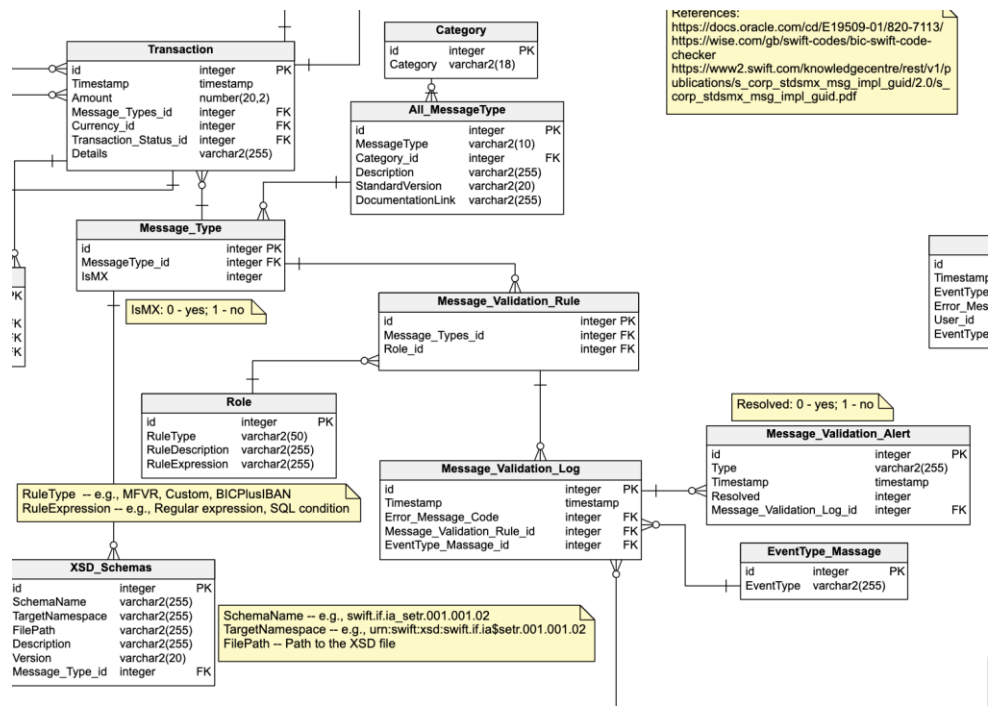 References:
https://docs.oracle.com/cd/E19509-01/820-7113/
https://wise.com/gb/swift-codes/bic-swift-code-
checker
https://www2.swift.com/knowledgecentre/rest/v1/p
ublications/s_corp_stdsmx_msg_impl_guid/2.0/s_
corp_stdsmx_msg_impl_guid.pdf
Category
id integer PK
Category varchar2(18)
Transaction
id integer PK
Timestamp timestamp
Amount number(20,2)
Message_Types_id integer FK
Currency_id integer FK
Transaction_Status_id integer FK
Details varchar2(255)
All_MessageType
id integer PK
MessageType varchar2(10)
Category_id integer FK
Description varchar2(255)
StandardVersion varchar2(20)
DocumentationLink varchar2(255)
Message_Type
id integer PK
MessageType_id integer FK
IsMX integer
PK
FK
FK
FK
IsMX: 0 - yes; 1 - no
Message_Validation_Rule
id integer PK
Message_Types_id integer FK
Role_id integer FK
id
Timestamp
EventType
Error_Mes
User_id
EventType
Role
id integer PK
RuleType varchar2(50)
RuleDescription varchar2(255)
RuleExpression varchar2(255)
Resolved: 0 - yes; 1 - no
Message_Validation_Alert
id integer PK
Type varchar2(255)
Timestamp timestamp
Resolved integer
Message_Validation_Log_id integer FK
RuleType -- e.g., MFVR, Custom, BICPlusIBAN
RuleExpression -- e.g., Regular expression, SQL condition
Message_Validation_Log
id integer PK
Timestamp timestamp
Error_Message_Code integer FK
Message_Validation_Rule_id integer FK
EventType_Massage_id integer FK
EventType_Massage
id integer PK
EventType varchar2(255)
XSD_Schemas
id integer PK
SchemaName varchar2(255)
TargetNamespace varchar2(255)
FilePath varchar2(255)
Description varchar2(255)
Version varchar2(20)
Message_Type_id integer FK
SchemaName -- e.g., swift.if.ia_setr.001.001.02
TargetNamespace -- e.g., urn:swift:xsd:swift.if.ia$setr.001.001.02
FilePath -- Path to the XSD file